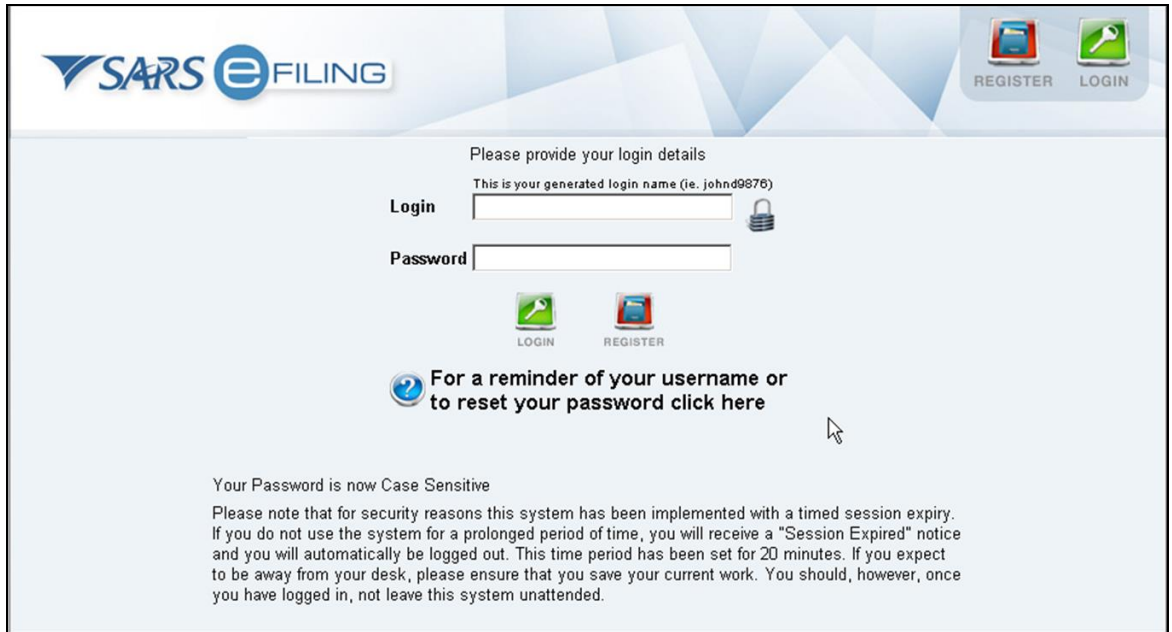 SARS eFILING
REGISTER LOGIN
Please provide your login details
This is your generated login name (ie. johnd9876)
Login
Password
LOGIN REGISTER
For a reminder of your username or
to reset your password click here
Your Password is now Case Sensitive
Please note that for security reasons this system has been implemented with a timed session expiry.
If you do not use the system for a prolonged period of time, you will receive a "Session Expired" notice
and you will automatically be logged out. This time period has been set for 20 minutes. If you expect
to be away from your desk, please ensure that you save your current work. You should, however, once
you have logged in, not leave this system unattended.